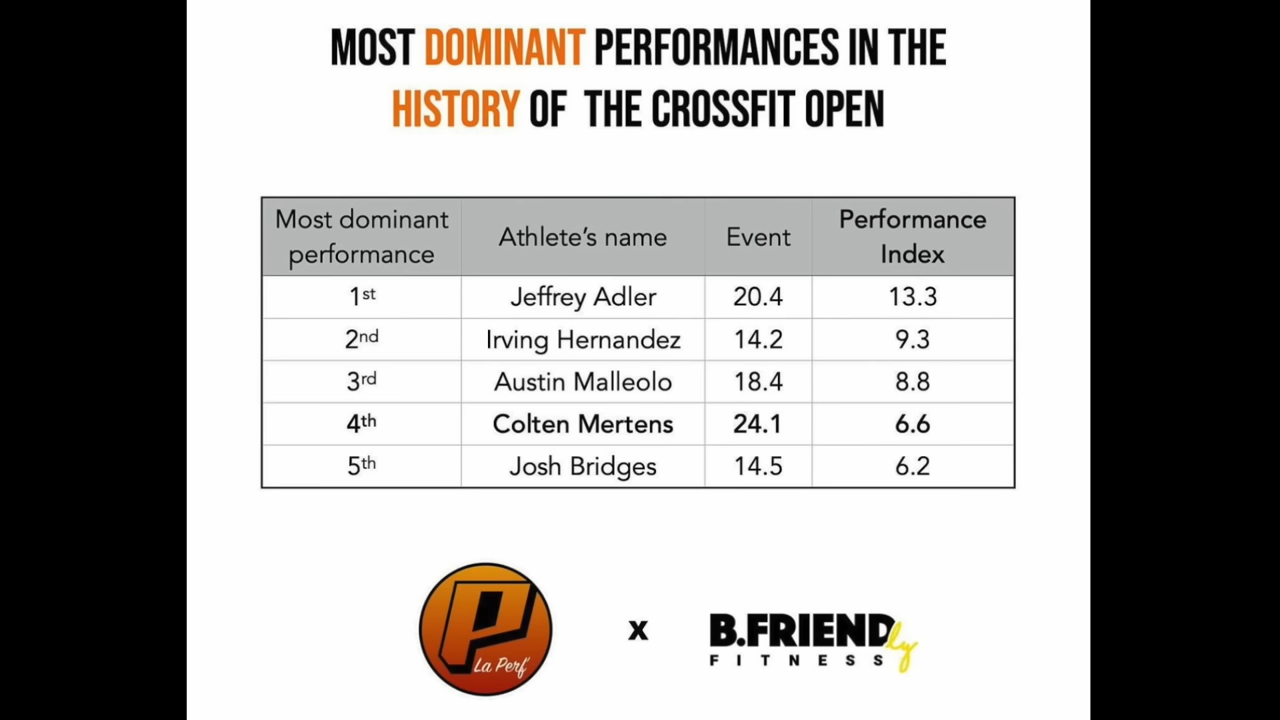 MOST DOMINANT PERFORMANCES IN THE
HISTORY OF THE CROSSFIT OPEN
Most dominant performance Athlete's name Event Performance Index
1st Jeffrey Adler 20.4 13.3
2nd Irving Hernandez 14.2 9.3
3rd Austin Malleolo 18.4 8.8
4th Colten Mertens 24.1 6.6
5th Josh Bridges 14.5 6.2
P
La Perf'
x
B.FRIENDly
FITNESS